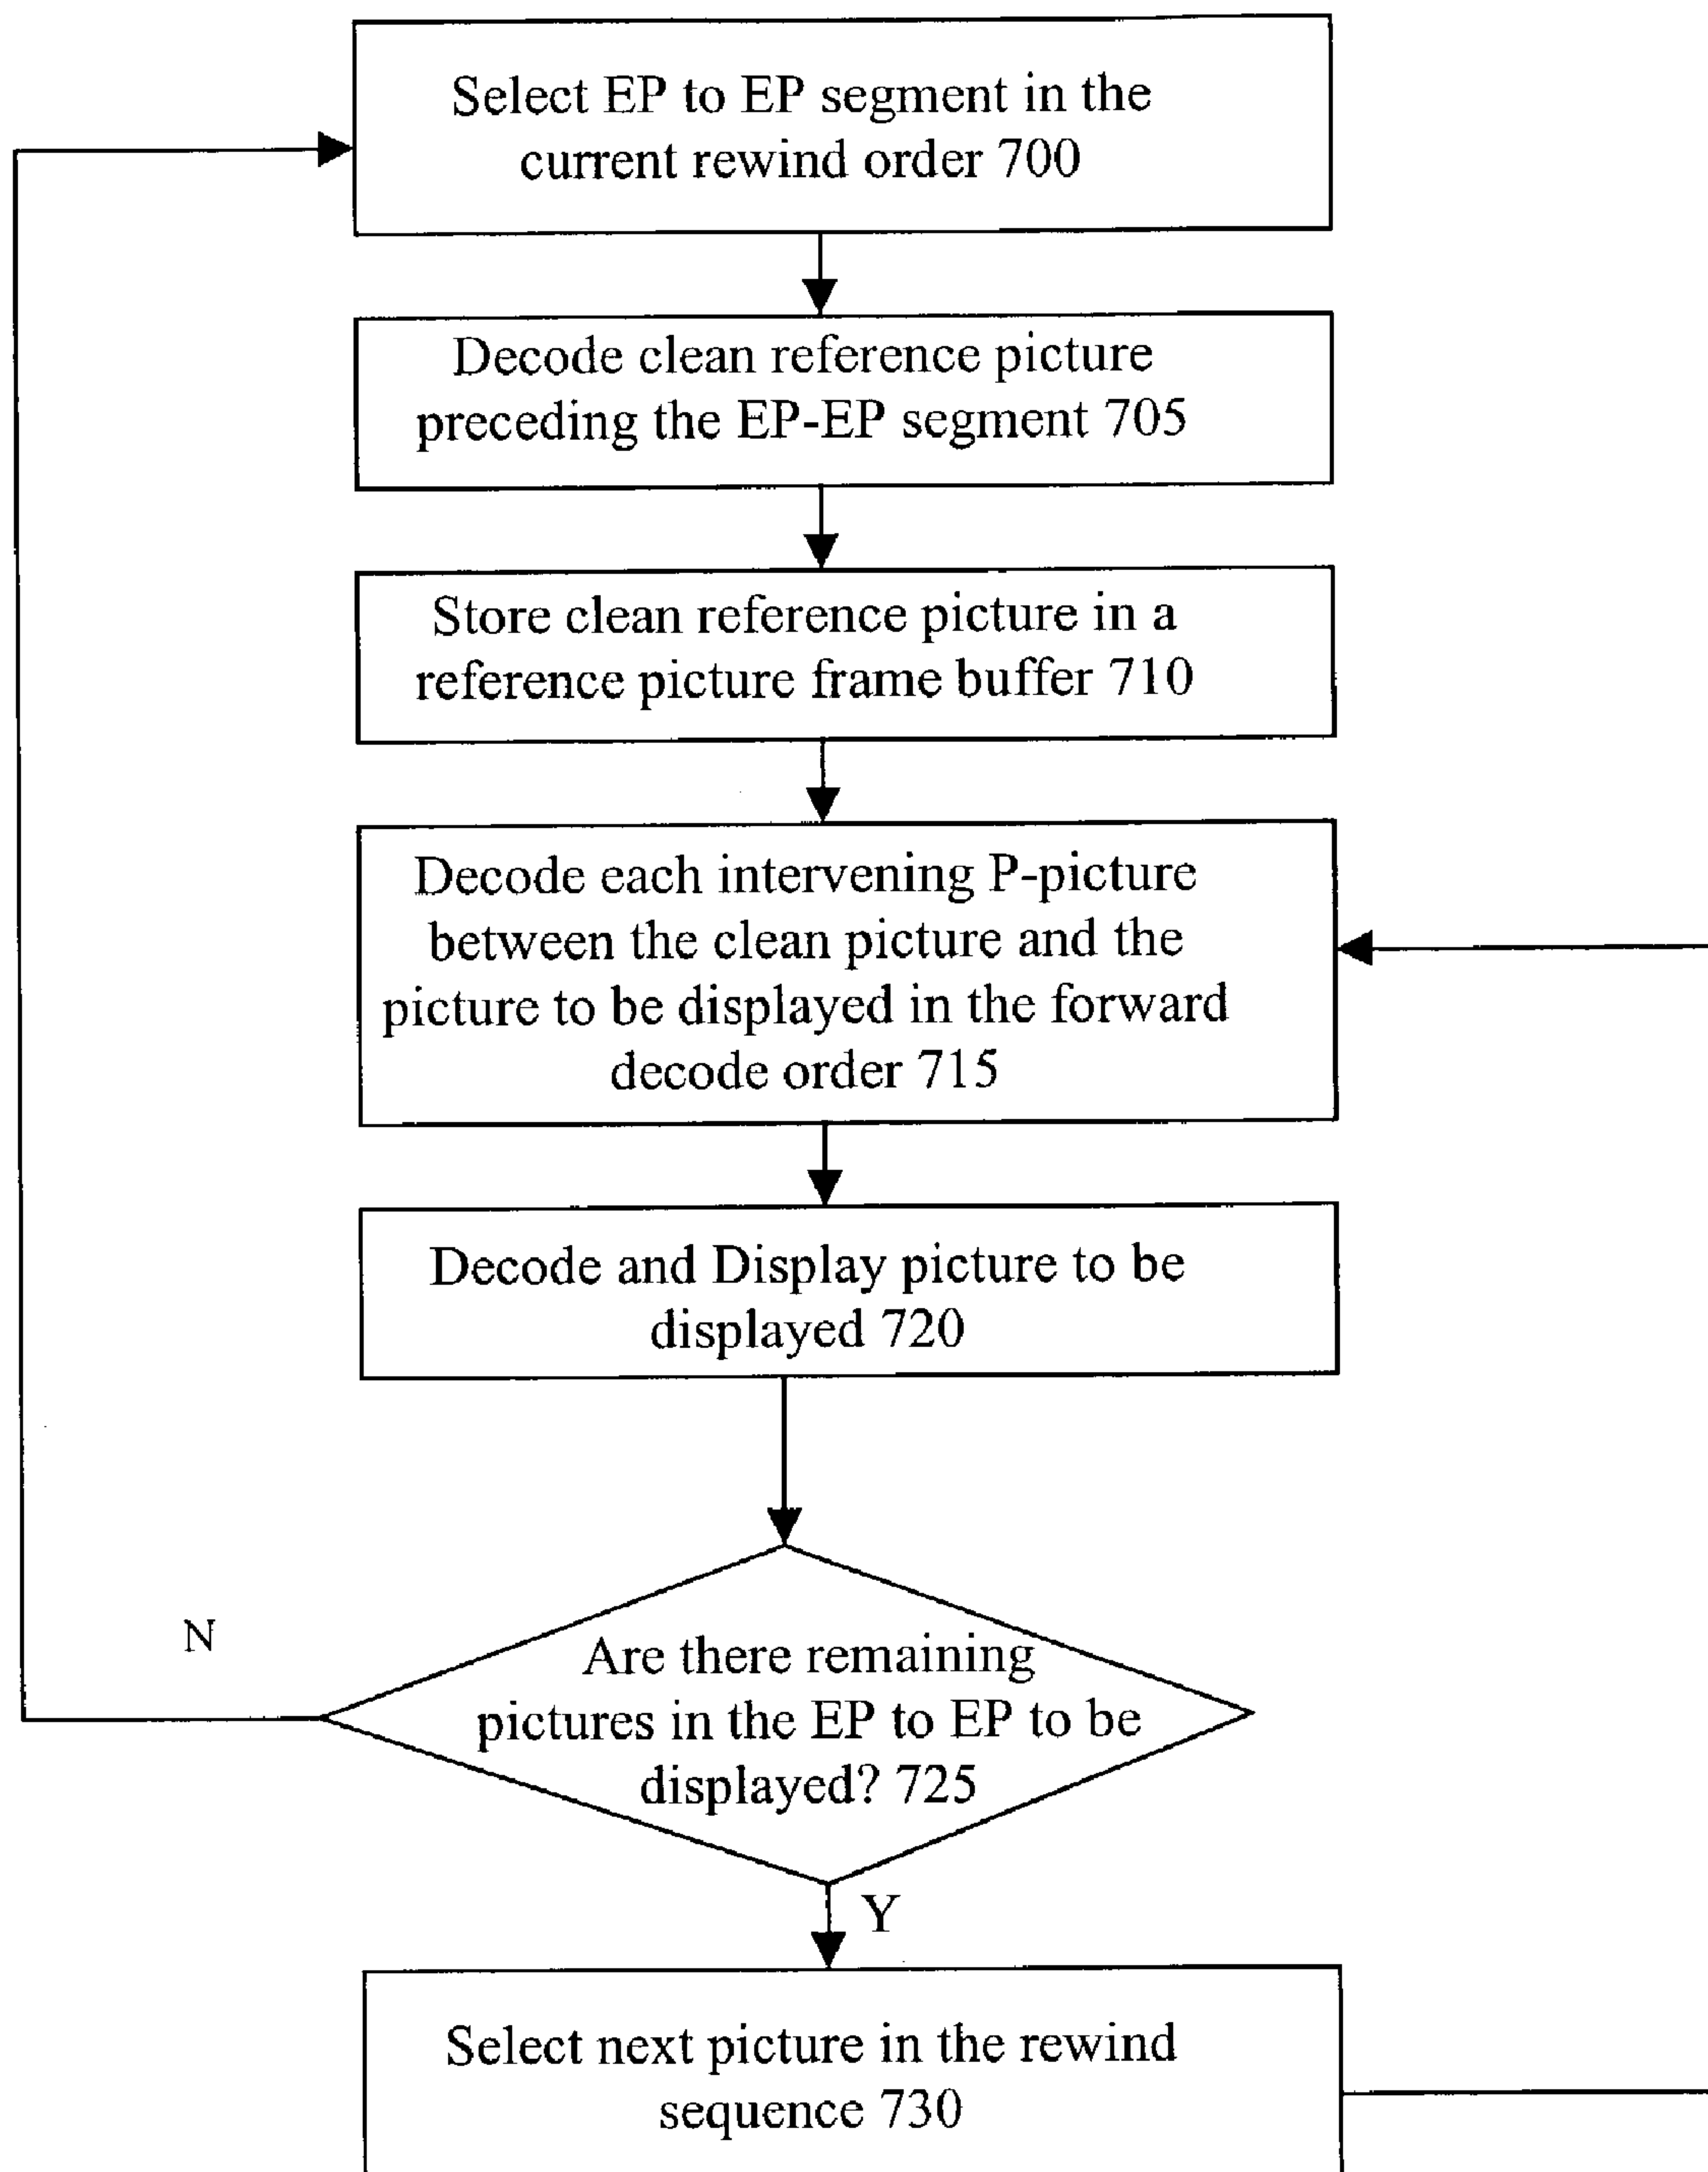 Select EP to EP segment in the
current rewind order 700
Decode clean reference picture
preceding the EP-EP segment 705
Store clean reference picture in a
reference picture frame buffer 710
Decode each intervening P-picture
between the clean picture and the
picture to be displayed in the forward
decode order 715
Decode and Display picture to be
displayed 720
N
Are there remaining
pictures in the EP to EP to be
displayed? 725
Y
Select next picture in the rewind
sequence 730